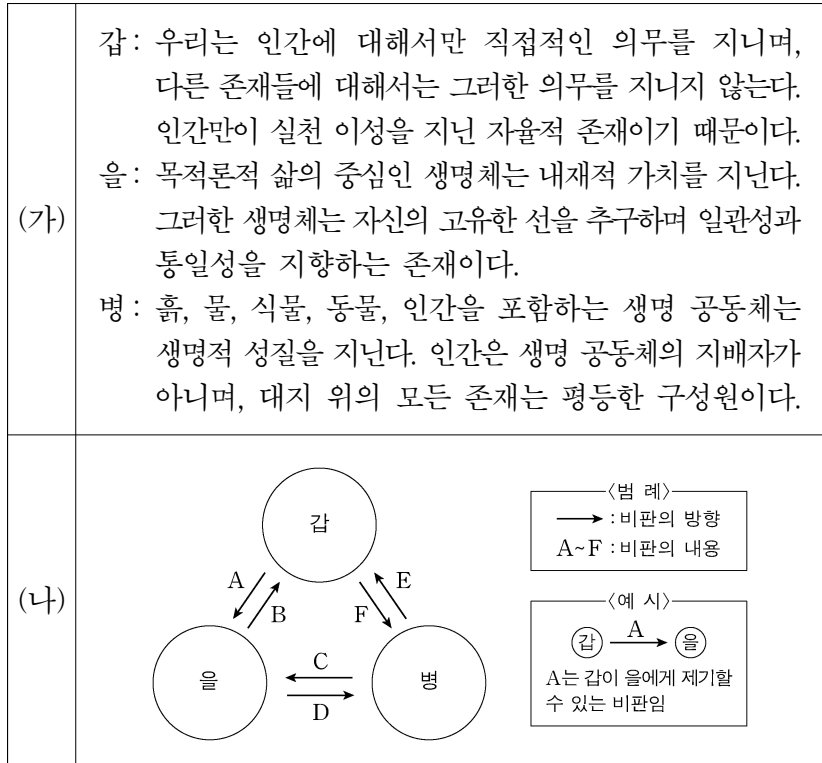 (가)
갑: 우리는 인간에 대해서만 직접적인 의무를 지니며,
다른 존재들에 대해서는 그러한 의무를 지니지 않는다.
인간만이 실천 이성을 지닌 자율적 존재이기 때문이다.
을: 목적론적 삶의 중심인 생명체는 내재적 가치를 지닌다.
그러한 생명체는 자신의 고유한 선을 추구하며 일관성과
통일성을 지향하는 존재이다.
병: 흙, 물, 식물, 동물, 인간을 포함하는 생명 공동체는
생명적 성질을 지닌다. 인간은 생명 공동체의 지배자가
아니며, 대지 위의 모든 존재는 평등한 구성원이다.
(나)
갑
A
B
F
E
을
C
D
병
<범 례>
→ : 비판의 방향
A~F : 비판의 내용
<예 시>
갑 A → 을
A는 갑이 을에게 제기할
수 있는 비판임